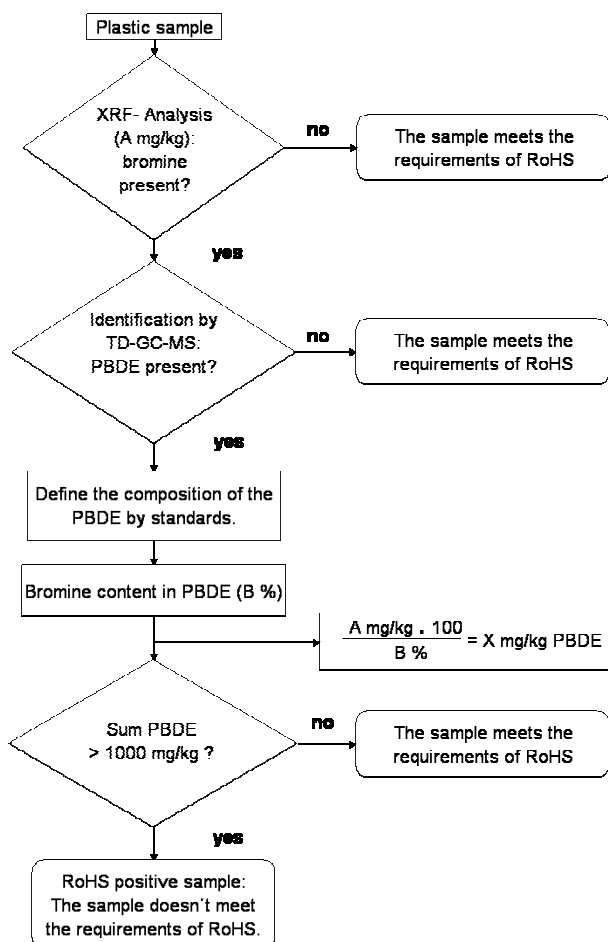 Plastic sample
XRF- Analysis
(A mg/kg):
bromine
present?
no
The sample meets the
requirements of RoHS
yes
Identification by
TD-GC-MS:
PBDE present?
no
The sample meets the
requirements of RoHS
yes
Define the composition of the
PBDE by standards.
Bromine content in PBDE (B %)
A mg/kg . 100
B %
= X mg/kg PBDE
Sum PBDE
> 1000 mg/kg ?
no
The sample meets the
requirements of RoHS
yes
RoHS positive sample:
The sample doesn´t meet
the requirements of RoHS.